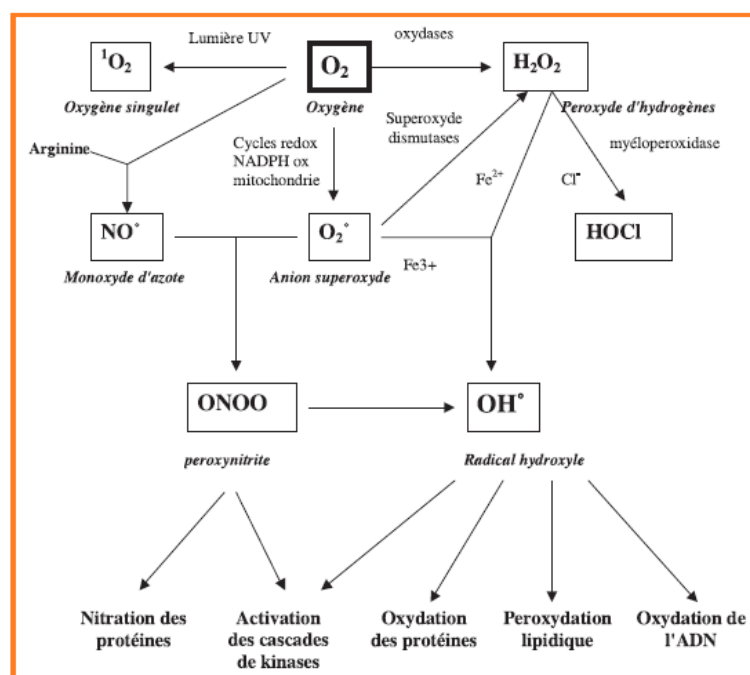 Lumière UV
oxydases
¹O₂
O₂
H₂O₂
Oxygène singulet
Oxygène
Peroxyde d'hydrogènes
Arginine
Cycles redox
NADPH ox
mitochondrie
Superoxyde
dismutases
myéloperoxidase
Fe²⁺
Cl⁻
NO°
O₂°
HOCl
Monoxyde d'azote
Anion superoxyde
Fe3+
ONOO
OH°
peroxynitrite
Radical hydroxyle
Nitration des
protéines
Activation
des cascades
de kinases
Oxydation
des protéines
Peroxydation
lipidique
Oxydation de
l'ADN